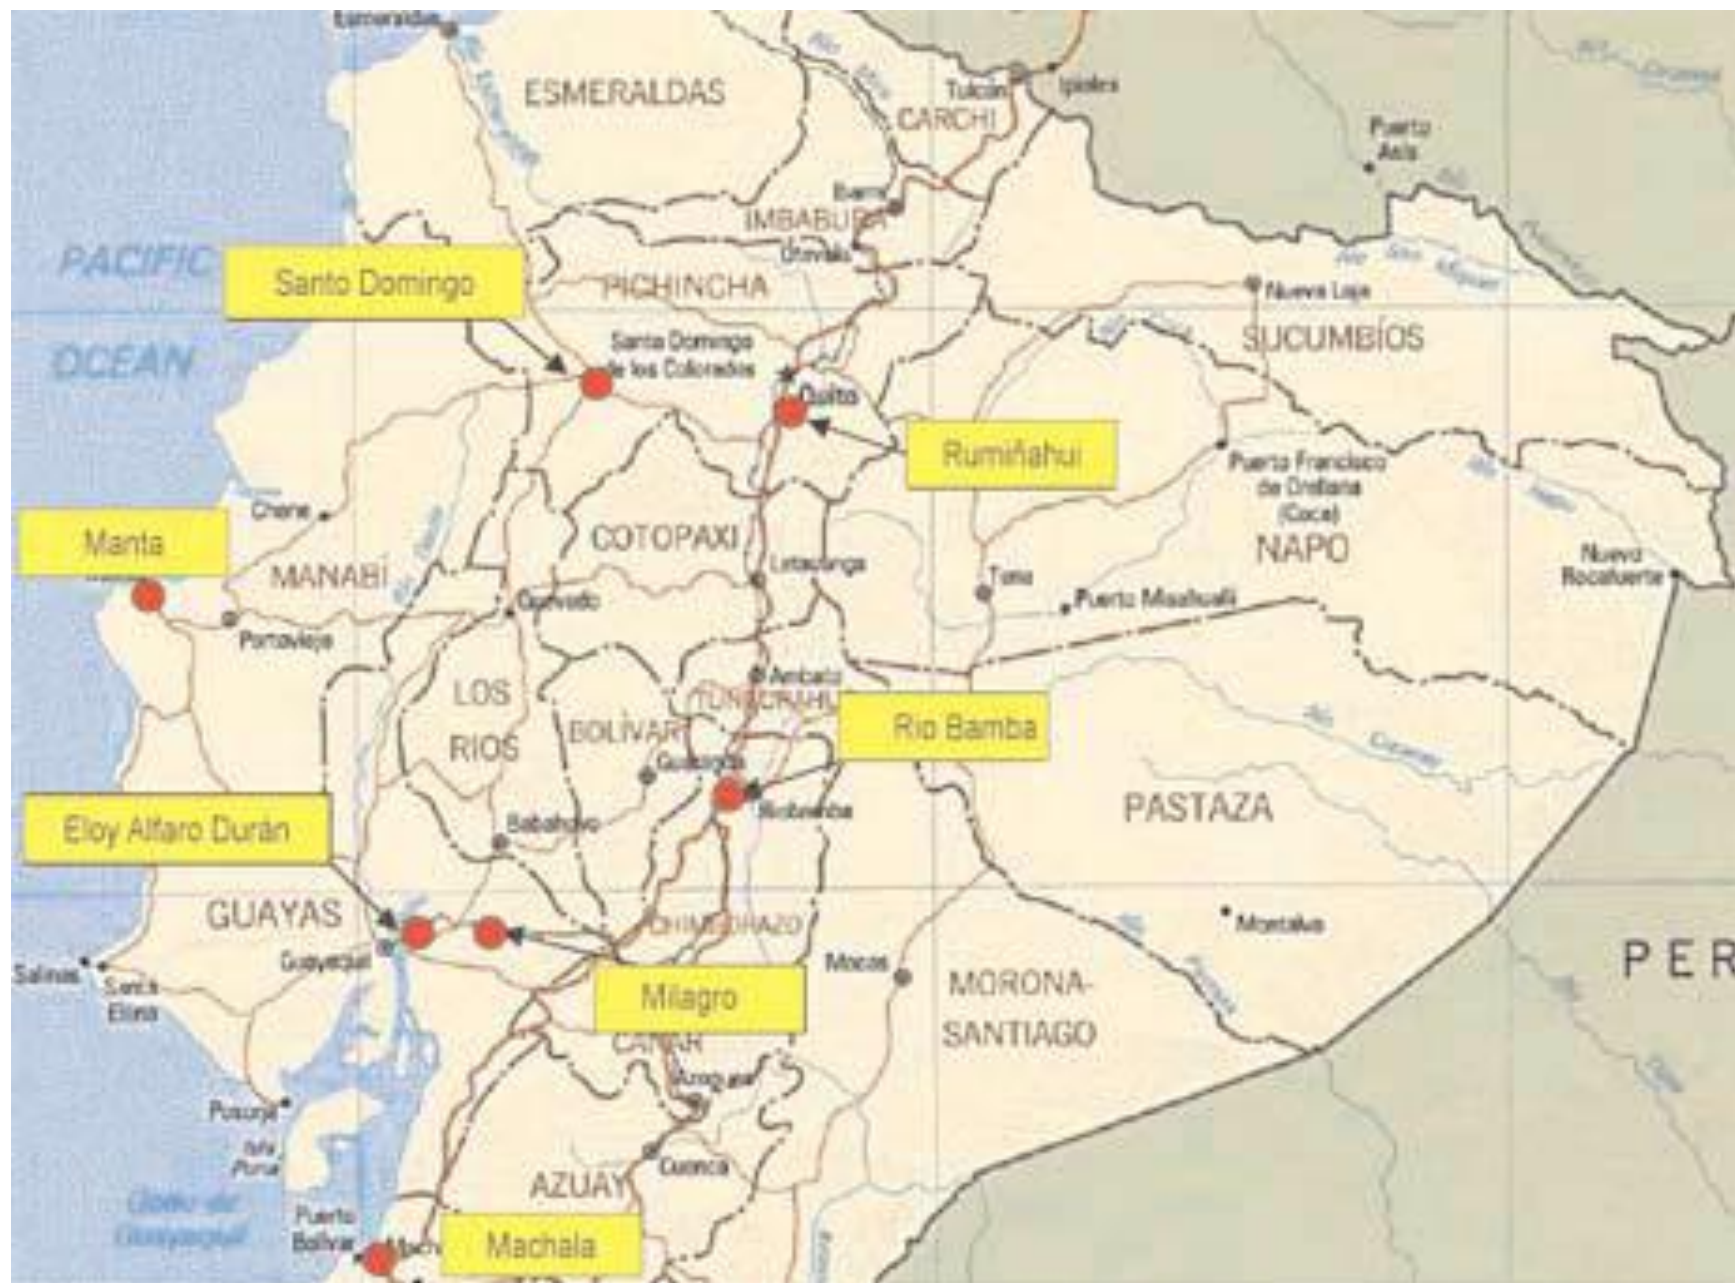 Esmeraldas
ESMERALDAS
Tulcán
Ipiales
CARCHI
Puerto
Asís
Ibarra
IMBABURA
Otavalo
PACIFIC
OCEAN
Santo Domingo
PICHINCHA
Nueva Loja
SUCUMBÍOS
Santo Domingo
de los Colorados
Quito
Rumiñahui
Puerto Francisco
de Orellana
(Coca)
NAPO
Nuevo
Rocafuerte
Chone
Manta
MANABÍ
COTOPAXI
Latacunga
Tena
Puerto Misahuallí
Quevedo
Portoviejo
Ambato
LOS
RIOS
BOLÍVAR
Rio Bamba
Guaranda
Riobamba
PASTAZA
Eloy Alfaro Durán
Babahoyo
GUAYAS
Guayaquil
CHIMBORAZO
Montalvo
Salinas
Santa
Elena
Macas
MORONA-
SANTIAGO
PER
Milagro
CAÑAR
Azogues
Posorja
Isla
Puná
Cuenca
AZUAY
Golfo de
Guayaquil
Puerto
Bolívar
Mach
Machala